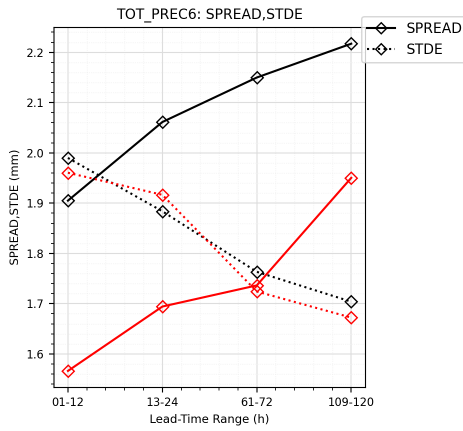 TOT_PREC6: SPREAD,STDE
SPREAD
STDE
SPREAD,STDE (mm)
2.2
2.1
2.0
1.9
1.8
1.7
1.6
01-12
13-24
61-72
109-120
Lead-Time Range (h)